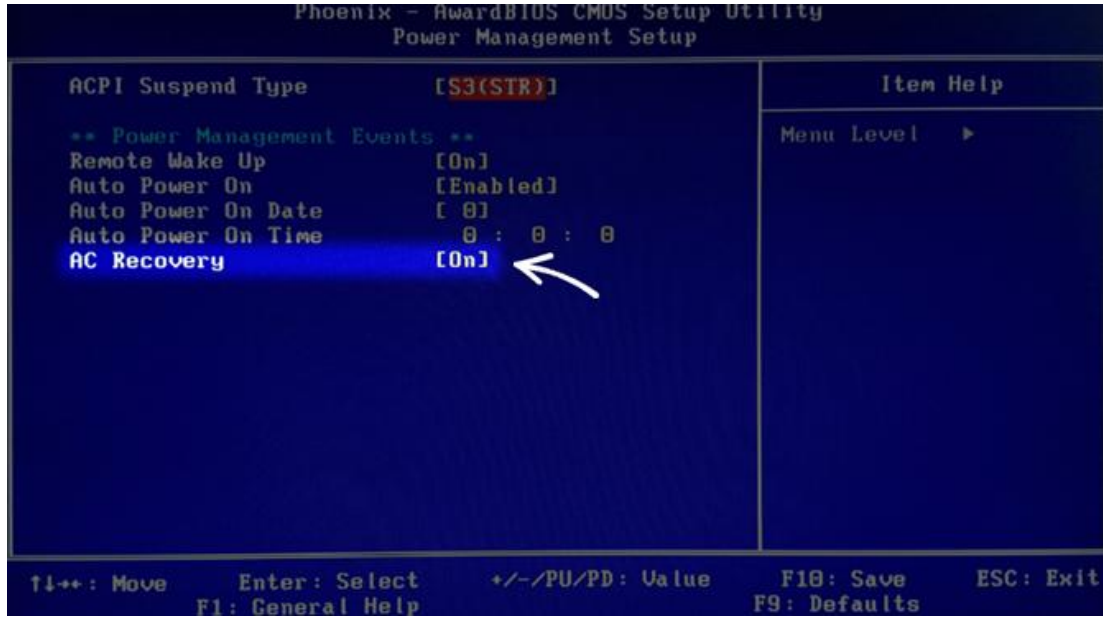 Phoenix - AwardBIOS CMOS Setup Utility
Power Management Setup
ACPI Suspend Type [S3(STR)]
Item Help
** Power Management Events **
Menu Level ▶
Remote Wake Up [On]
Auto Power On [Enabled]
Auto Power On Date [ 0]
Auto Power On Time 0 : 0 : 0
AC Recovery [On]
↑↓→←: Move Enter: Select +/-/PU/PD: Value F10: Save ESC: Exit
F1: General Help F9: Defaults